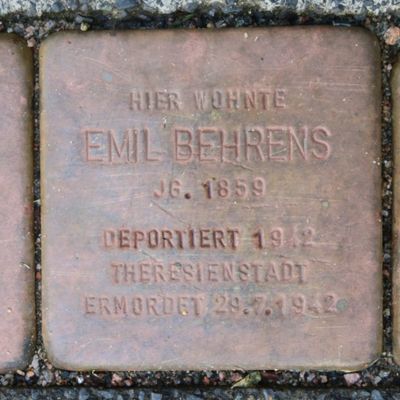 HIER WOHNTE
EMIL BEHRENS
JG. 1859
DEPORTIERT 1942
THERESIENSTADT
ERMORDET 29.7.1942